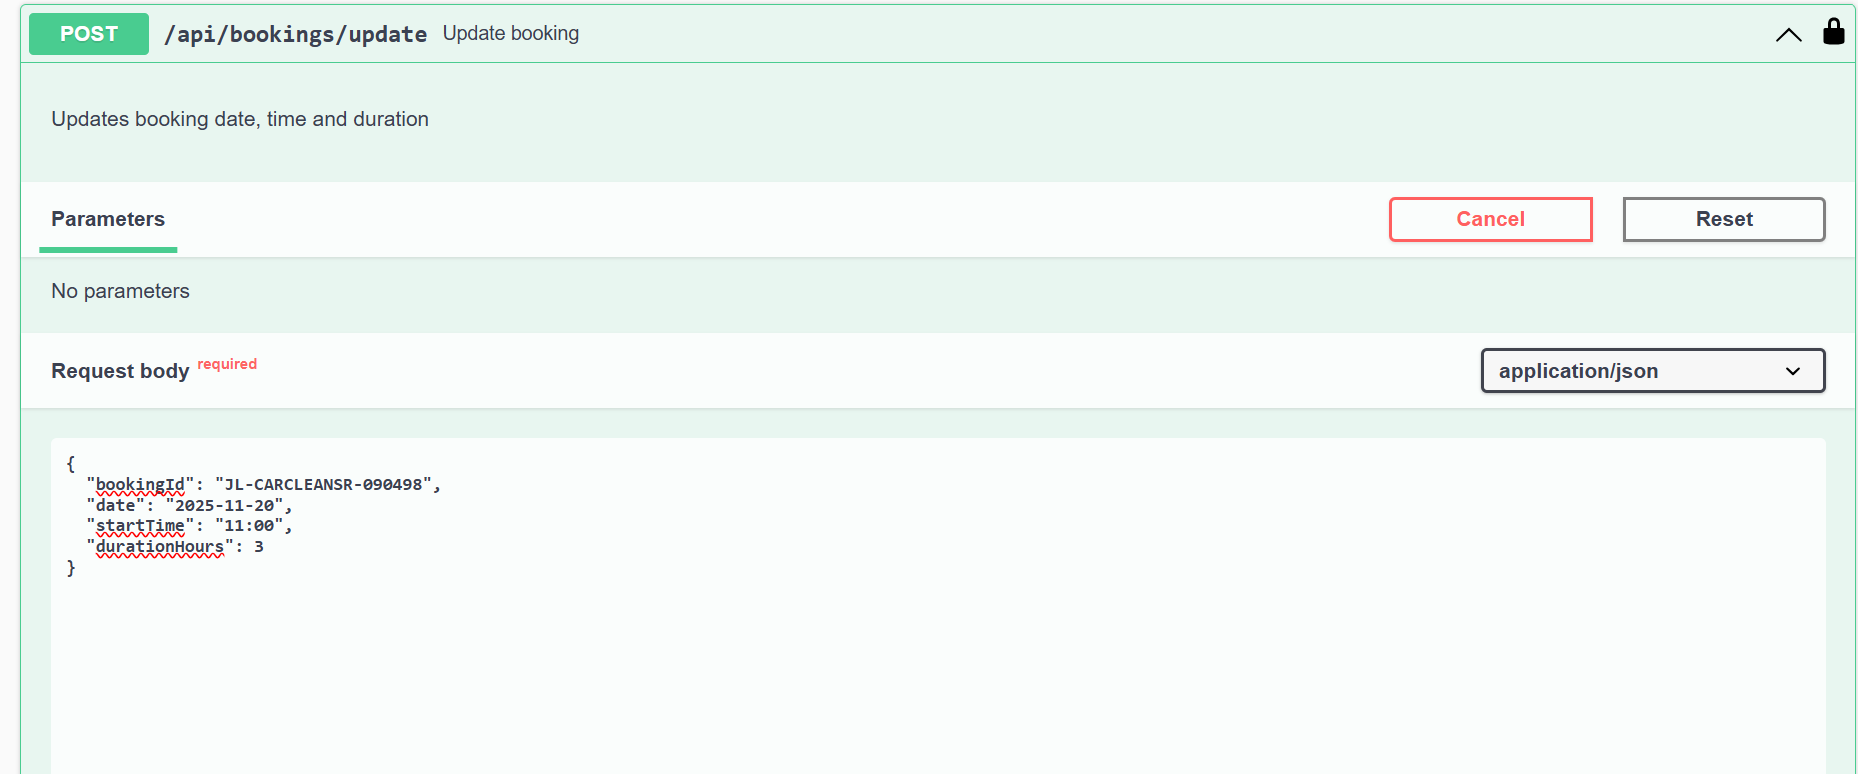 POST /api/bookings/update Update booking
Updates booking date, time and duration
Parameters
Cancel
Reset
No parameters
Request body required
application/json
{
  "bookingId": "JL-CARCLEANSR-090498",
  "date": "2025-11-20",
  "startTime": "11:00",
  "durationHours": 3
}